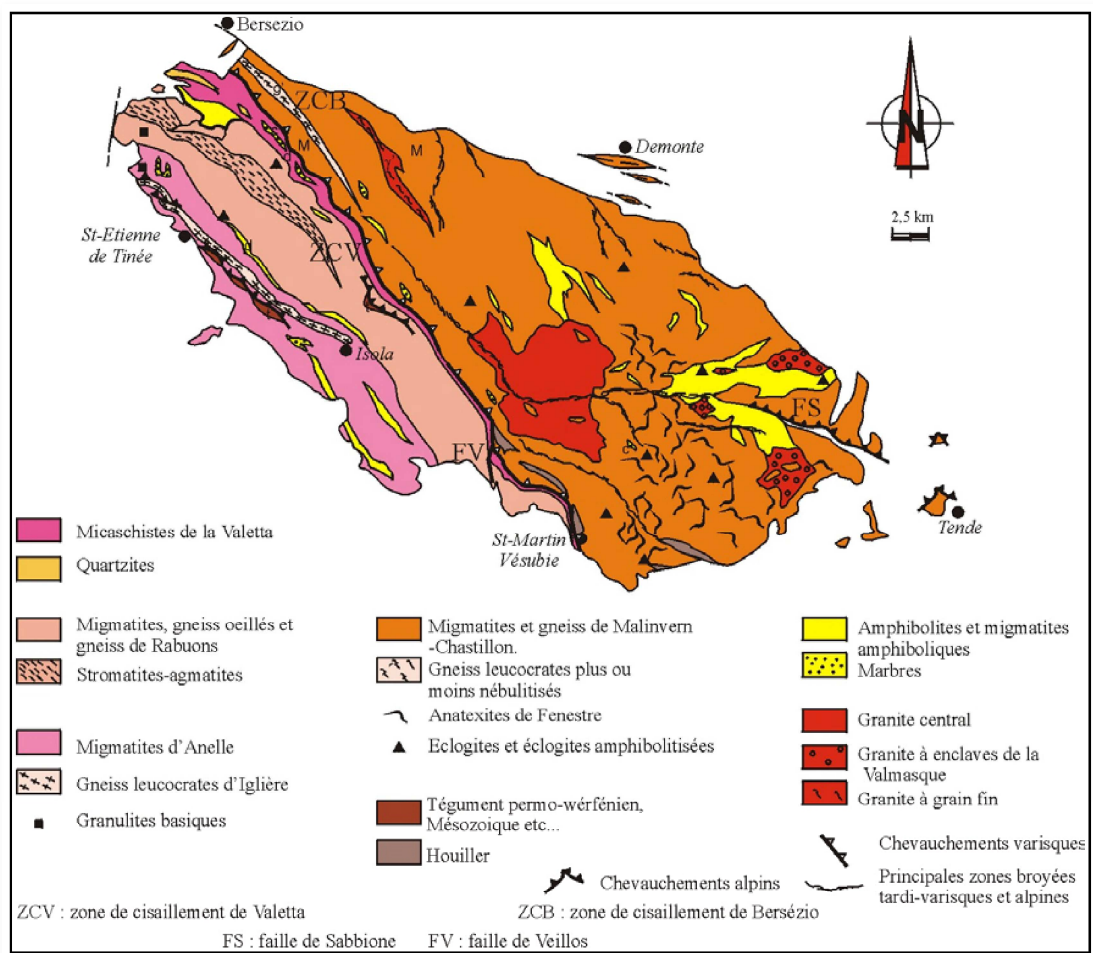 Bersezio
ZCB
M
M
N
Demonte
2,5 km
St-Etienne
de Tinée
ZCV
Isola
FS
FV
St-Martin
Vésubie
Tende
Micaschistes de la Valetta
Quartzites
Migmatites, gneiss oeillés et
gneiss de Rabuons
Stromatites-agmatites
Migmatites d'Anelle
Gneiss leucocrates d'Iglière
Granulites basiques
Migmatites et gneiss de Malinvern
-Chastillon.
Gneiss leucocrates plus ou
moins nébulitisés
Anatexites de Fenestre
Eclogites et éclogites amphibolitisées
Tégument permo-wérfénien,
Mésozoique etc...
Houiller
Chevauchements alpins
Amphibolites et migmatites
amphiboliques
Marbres
Granite central
Granite à enclaves de la
Valmasque
Granite à grain fin
Chevauchements varisques
Principales zones broyées
tardi-varisques et alpines
ZCV : zone de cisaillement de Valetta
ZCB : zone de cisaillement de Bersézio
FS : faille de Sabbione
FV : faille de Veillos